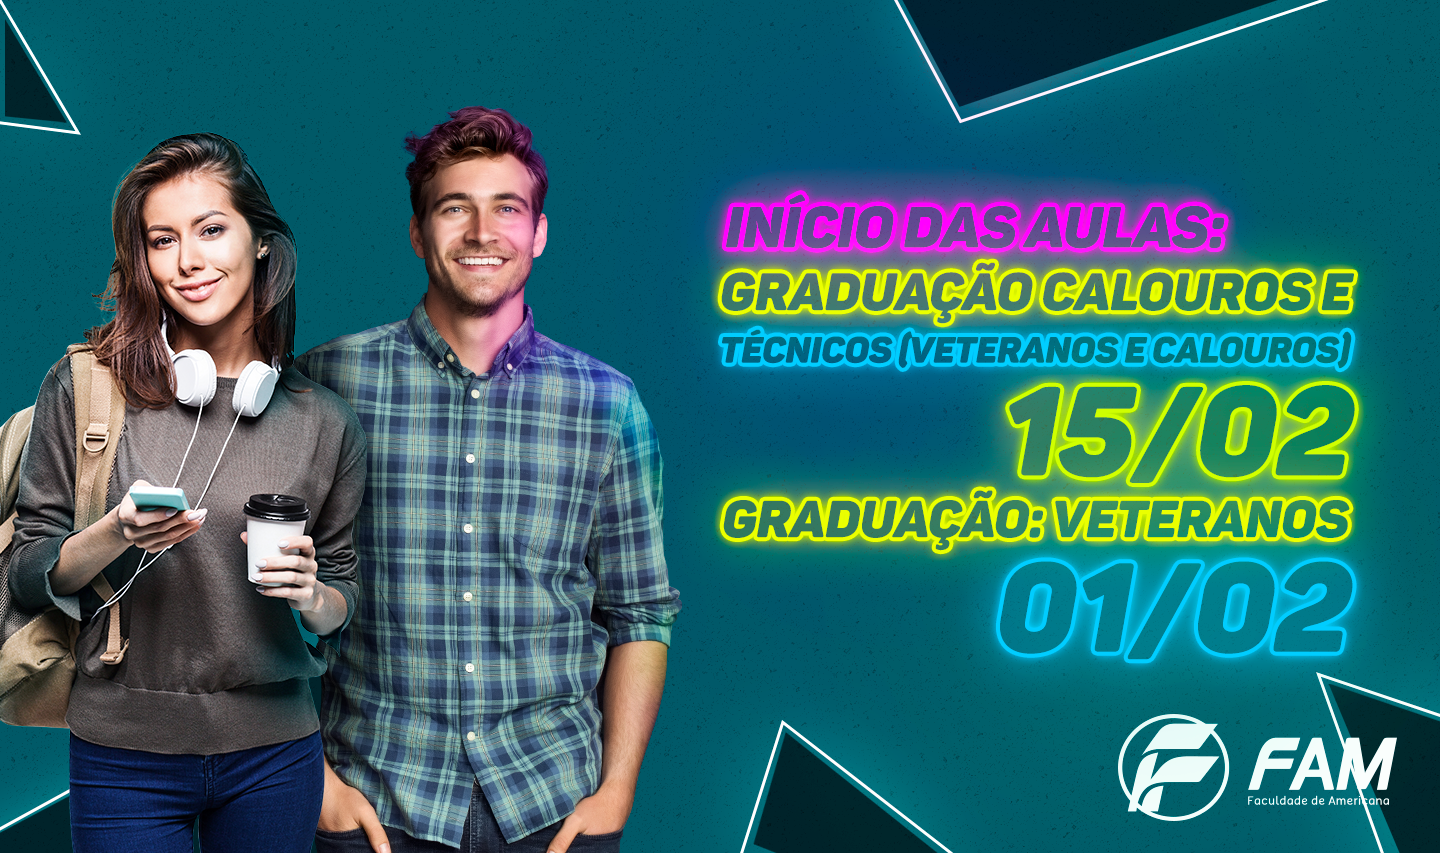 INÍCIO DAS AULAS:
GRADUAÇÃO CALOUROS E
TÉCNICOS (VETERANOS E CALOUROS)
15/02
GRADUAÇÃO: VETERANOS
01/02
FAM
Faculdade de Americana